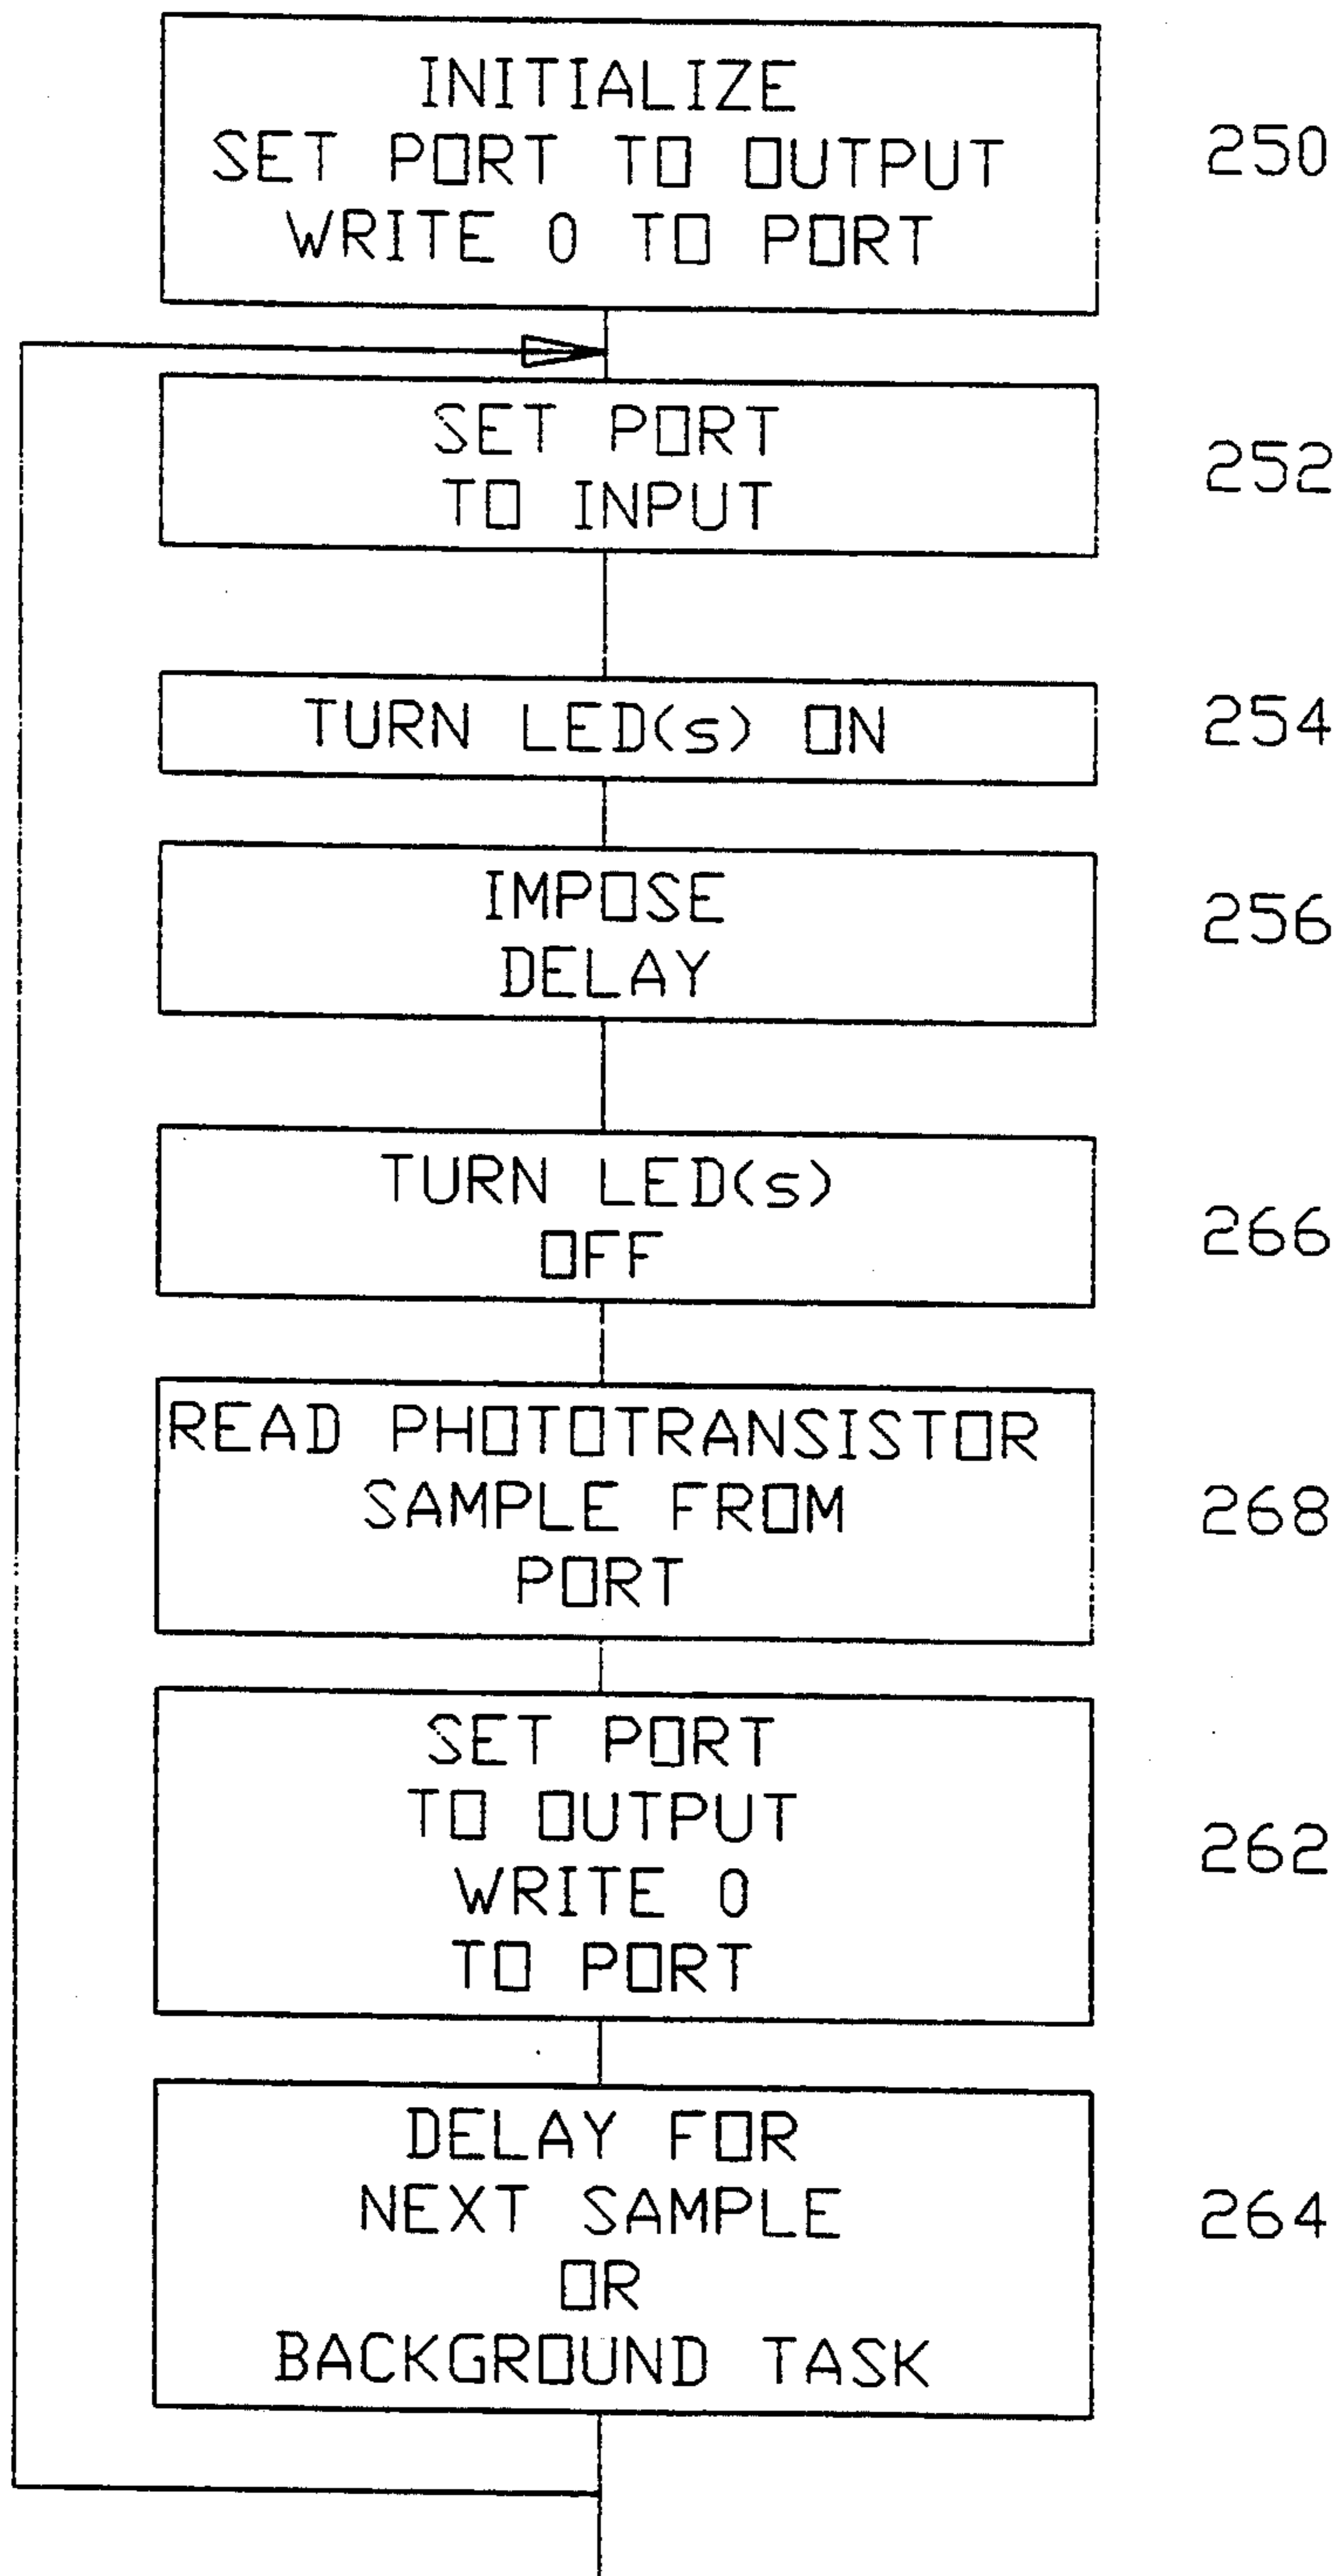 INITIALIZE
SET PORT TO OUTPUT
WRITE 0 TO PORT
250
SET PORT
TO INPUT
252
TURN LED(s) ON
254
IMPOSE
DELAY
256
TURN LED(s)
OFF
266
READ PHOTOTRANSISTOR
SAMPLE FROM
PORT
268
SET PORT
TO OUTPUT
WRITE 0
TO PORT
262
DELAY FOR
NEXT SAMPLE
OR
BACKGROUND TASK
264